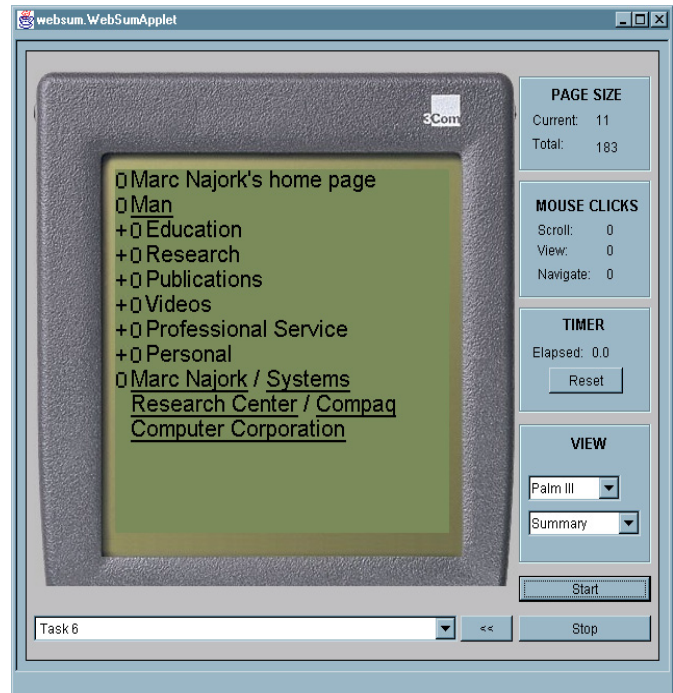 websum.WebSumApplet
3Com
0 Marc Najork's home page
0 Man
+0 Education
+0 Research
+0 Publications
+0 Videos
+0 Professional Service
+0 Personal
0 Marc Najork / Systems
Research Center / Compaq
Computer Corporation
PAGE SIZE
Current: 11
Total: 183
MOUSE CLICKS
Scroll: 0
View: 0
Navigate: 0
TIMER
Elapsed: 0.0
Reset
VIEW
Palm III
Summary
Start
Task 6
<<
Stop